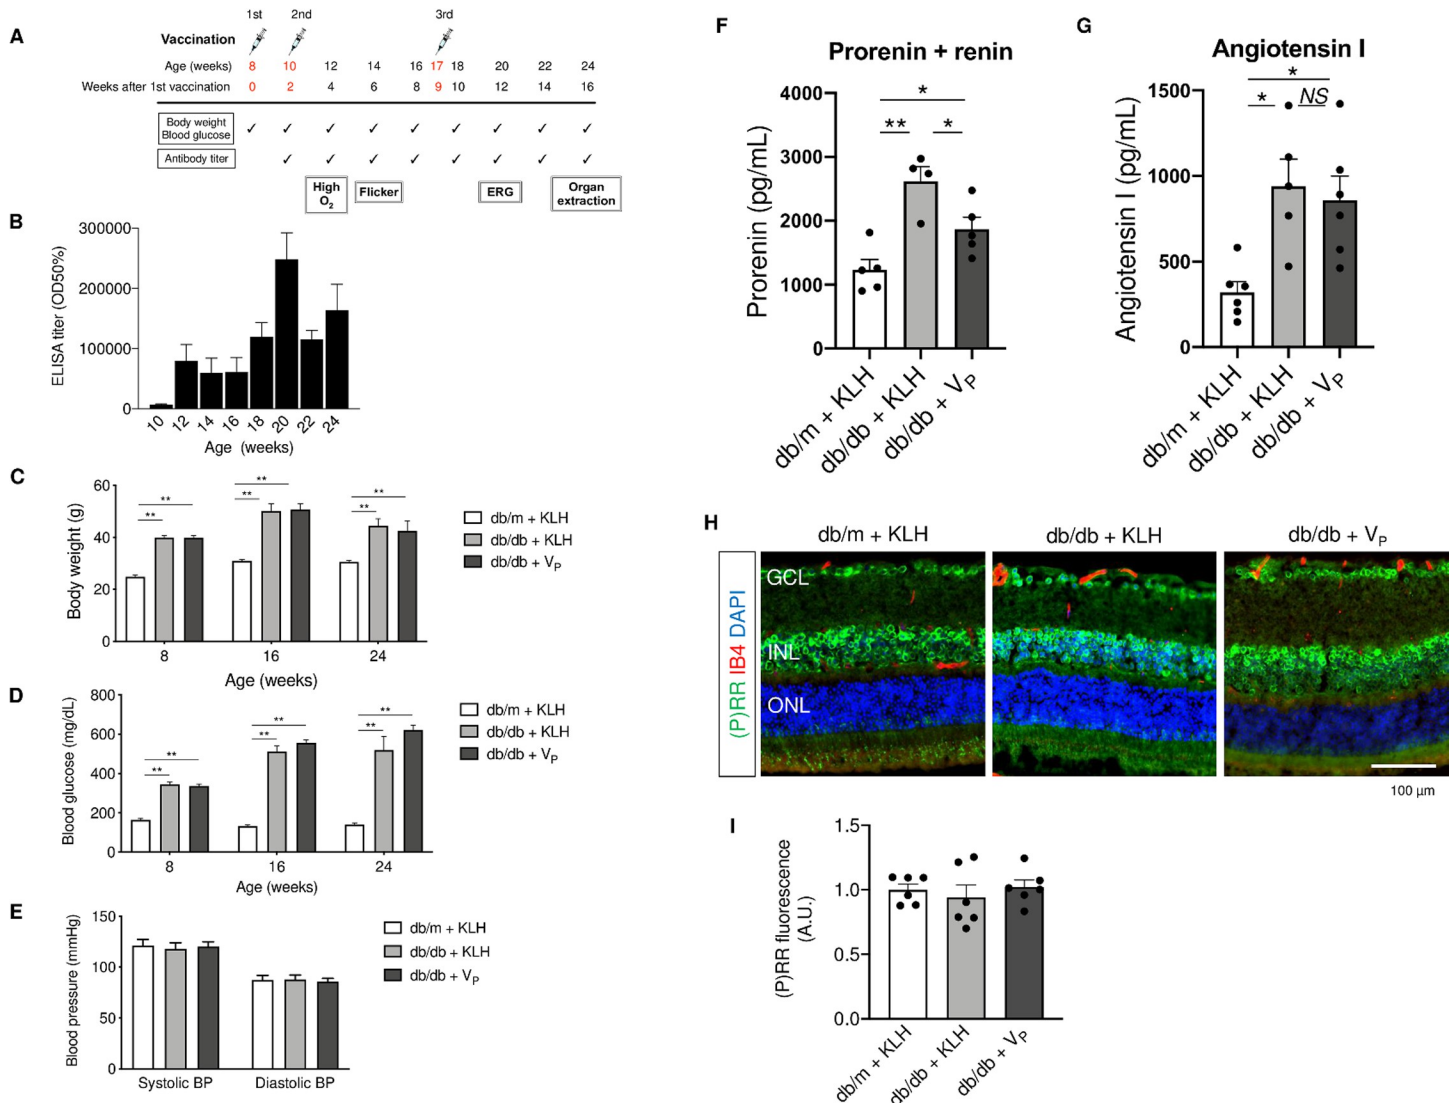 A
1st 2nd 3rd
Vaccination
Age (weeks) 8 10 12 14 16 17 18 20 22 24
Weeks after 1st vaccination 0 2 4 6 8 9 10 12 14 16
Body weight
Blood glucose ✓ ✓ ✓ ✓ ✓ ✓ ✓ ✓ ✓
Antibody titer ✓ ✓ ✓ ✓ ✓ ✓ ✓ ✓
High
O2
Flicker
ERG
Organ
extraction
B
300000
200000
100000
0
ELISA titer (OD50%)
10 12 14 16 18 20 22 24
Age (weeks)
C
60
40
20
0
Body weight (g)
** ** ** ** ** **
8 16 24
Age (weeks)
db/m + KLH
db/db + KLH
db/db + VP
D
800
600
400
200
0
Blood glucose (mg/dL)
** ** ** ** ** **
8 16 24
Age (weeks)
db/m + KLH
db/db + KLH
db/db + VP
E
150
100
50
0
Blood pressure (mmHg)
Systolic BP Diastolic BP
db/m + KLH
db/db + KLH
db/db + VP
F
Prorenin + renin
4000
3000
2000
1000
0
Prorenin (pg/mL)
*
** *
db/m + KLH
db/db + KLH
db/db + VP
G
Angiotensin I
1500
1000
500
0
Angiotensin I (pg/mL)
*
* NS
db/m + KLH
db/db + KLH
db/db + VP
H
db/m + KLH db/db + KLH db/db + VP
(P)RR IB4 DAPI
GCL
INL
ONL
100 µm
I
1.5
1.0
0.5
0.0
(P)RR fluorescence
(A.U.)
db/m + KLH
db/db + KLH
db/db + VP